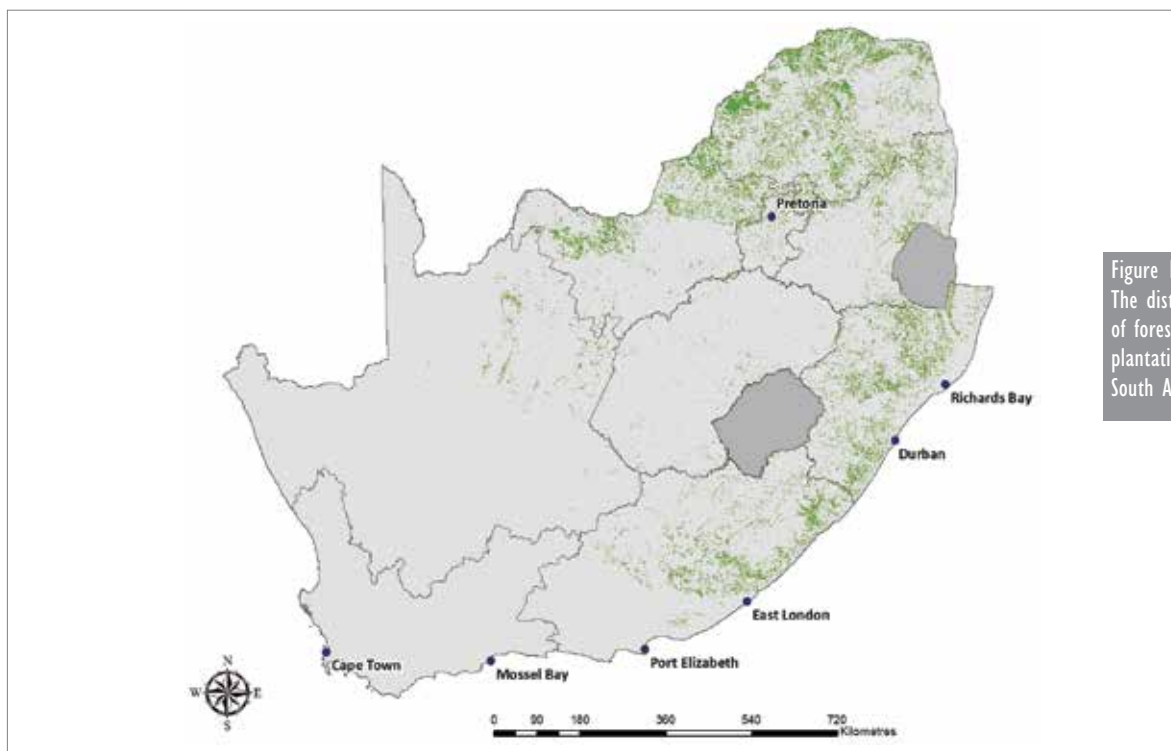 Pretoria
Richards Bay
Durban
East London
Port Elizabeth
Mossel Bay
Cape Town
N
W E
S
0 90 180 360 540 720
Kilometres
Figure
The dist
of fores
plantati
South A